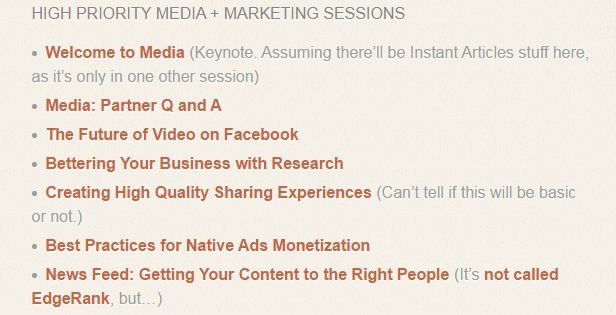 HIGH PRIORITY MEDIA + MARKETING SESSIONS
• Welcome to Media (Keynote. Assuming there’ll be Instant Articles stuff here,
as it’s only in one other session)
• Media: Partner Q and A
• The Future of Video on Facebook
• Bettering Your Business with Research
• Creating High Quality Sharing Experiences (Can’t tell if this will be basic
or not.)
• Best Practices for Native Ads Monetization
• News Feed: Getting Your Content to the Right People (It’s not called
EdgeRank, but…)